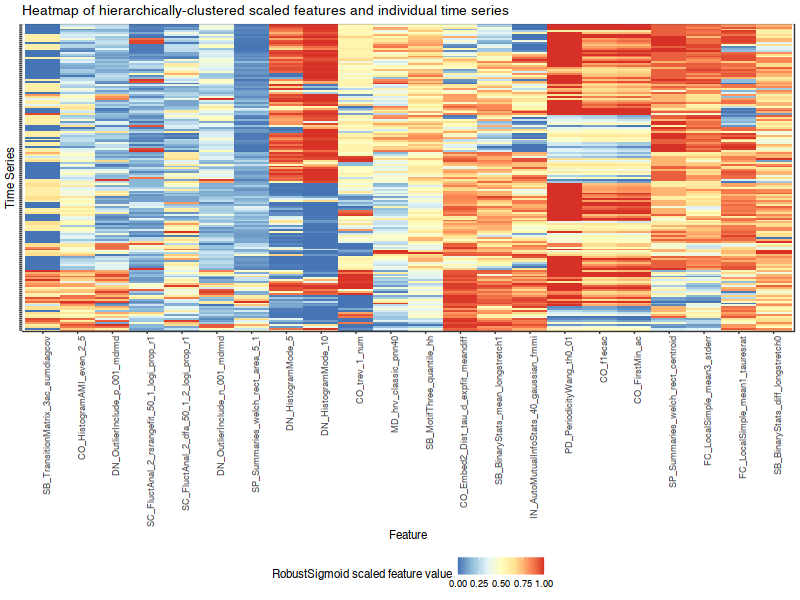 Heatmap of hierarchically-clustered scaled features and individual time series
Time Series
SB_TransitionMatrix_3ac_sumdiagcov
CO_HistogramAMI_even_2_5
DN_OutlierInclude_p_001_mdrmd
SC_FluctAnal_2_rsrangefit_50_1_logi_prop_r1
SC_FluctAnal_2_dfa_50_1_2_logi_prop_r1
DN_OutlierInclude_n_001_mdrmd
SP_Summaries_welch_rect_area_5_1
DN_HistogramMode_5
DN_HistogramMode_10
CO_trev_1_num
MD_hrv_classic_pnn40
SB_MotifThree_quantile_hh
CO_Embed2_Dist_tau_d_expfit_meandiff
SB_BinaryStats_mean_longstretch1
IN_AutoMutualInfoStats_40_gaussian_fmmi
PD_PeriodicityWang_th0_01
CO_f1ecac
CO_FirstMin_ac
SP_Summaries_welch_rect_centroid
FC_LocalSimple_mean3_stderr
FC_LocalSimple_mean1_tauresrat
SB_BinaryStats_diff_longstretch0
Feature
RobustSigmoid scaled feature value
0.00 0.25 0.50 0.75 1.00